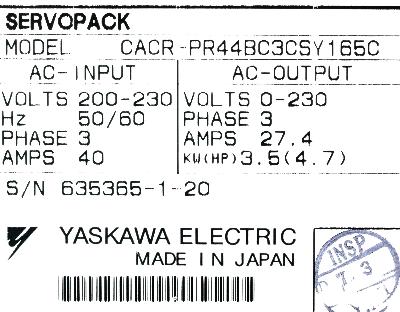 SERVOPACK
MODEL CACR-PR44BC3CSY165C
AC-INPUT AC-OUTPUT
VOLTS 200-230 VOLTS 0-230
Hz 50/60 PHASE 3
PHASE 3 AMPS 27.4
AMPS 40 KW(HP) 3.5(4.7)
S/N 635365-1-20
YASKAWA ELECTRIC
MADE IN JAPAN
INSP
7. 3